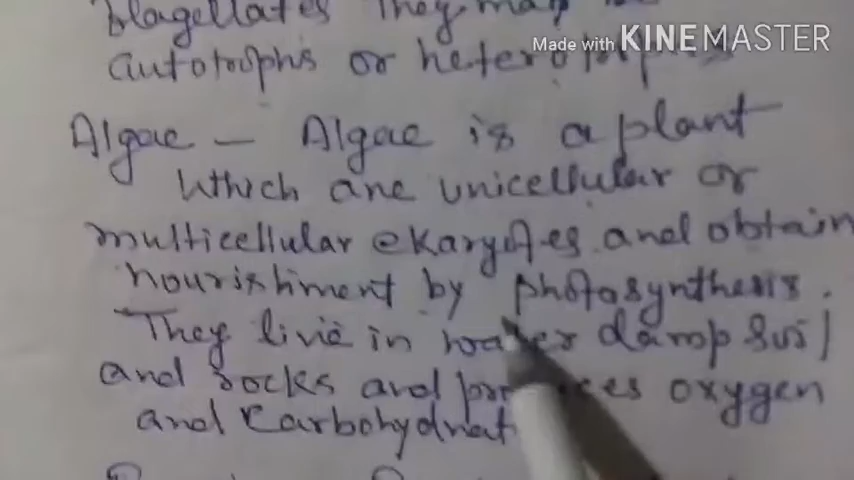 flagellates They may be
Made with KINEMASTER
autotrophs or
Algae - Algae is a plant
which are unicellular or
multicellular ekaryotes and obtain
nourishment by photosynthesis.
They live in water damp soil
and rocks and produces oxygen
and Carbohydrat